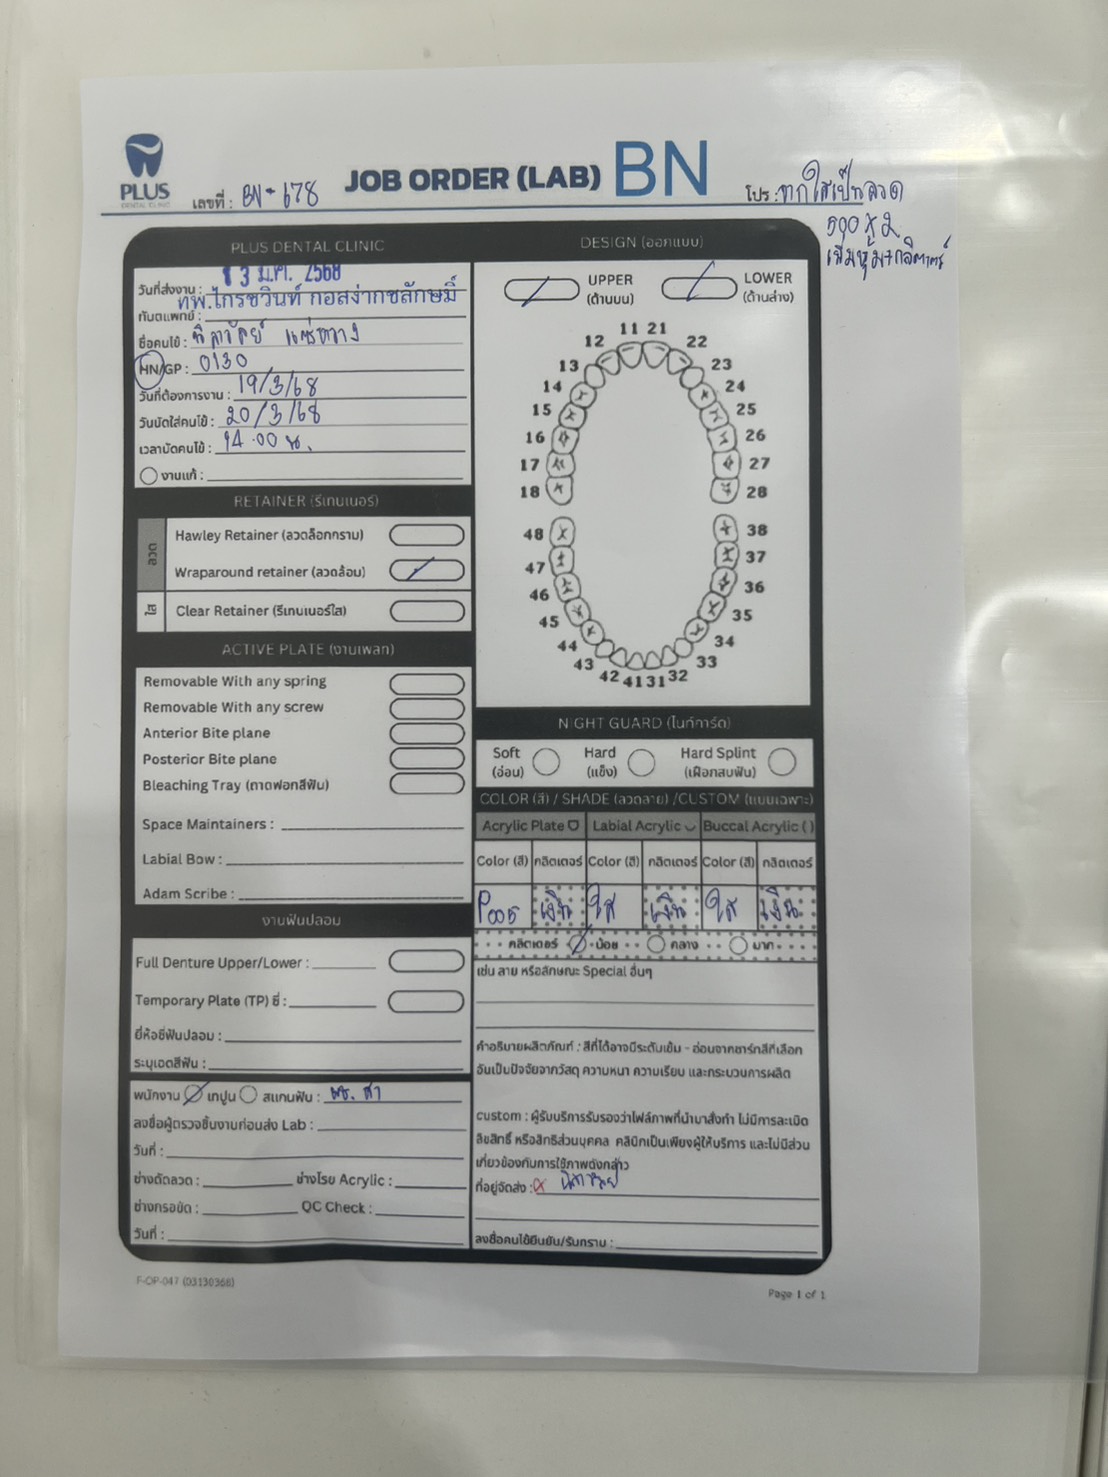 PLUS
DENTAL CLINIC
เลขที่ : BN-678
JOB ORDER (LAB) BN
โปร : จากใสเป็นลวด
500 x 2
เพิ่มหุ้ม+กลิตเตอร์
PLUS DENTAL CLINIC
วันที่ส่งงาน : 13 มี.ค. 2568
ทันตแพทย์ : ทพ.ไกรชวินท์ กอสง่าภชลักษมิ์
ชื่อคนไข้ :
HN/GP : 0130
วันที่ต้องการงาน : 19/3/68
วันนัดใส่คนไข้ : 20/3/68
เวลานัดคนไข้ : 14.00 น.
งานแก้ :
RETAINER (รีเทนเนอร์)
ลวด
Hawley Retainer (ลวดล็อกกราม)
Wraparound retainer (ลวดล้อม)
ใส
Clear Retainer (รีเทนเนอร์ใส)
ACTIVE PLATE (งานเพลท)
Removable With any spring
Removable With any screw
Anterior Bite plane
Posterior Bite plane
Bleaching Tray (ถาดฟอกสีฟัน)
Space Maintainers :
Labial Bow :
Adam Scribe :
งานฟันปลอม
Full Denture Upper/Lower :
Temporary Plate (TP) ซี่ :
ยี่ห้อซี่ฟันปลอม :
ระบุเฉดสีฟัน :
พนักงาน เทปูน สแกนฟัน :
ลงชื่อผู้ตรวจชิ้นงานก่อนส่ง Lab :
วันที่ :
ช่างดัดลวด : ช่างโรย Acrylic :
ช่างกรอขัด : QC Check :
วันที่ :
DESIGN (ออกแบบ)
UPPER
(ด้านบน)
LOWER
(ด้านล่าง)
11 21
12 22
13 23
14 24
15 25
16 26
17 27
18 28
48 38
47 37
46 36
45 35
44 34
43 33
42 41 31 32
NIGHT GUARD (ไนท์การ์ด)
Soft
(อ่อน)
Hard
(แข็ง)
Hard Splint
(เฝือกสบฟัน)
COLOR (สี) / SHADE (ลวดลาย) /CUSTOM (แบบเฉพาะ)
Acrylic Plate Labial Acrylic Buccal Acrylic ( )
Color (สี) กลิตเตอร์ Color (สี) กลิตเตอร์ Color (สี) กลิตเตอร์
P005 เงิน ใส เงิน ใส เงิน
กลิตเตอร์ น้อย กลาง มาก
เช่น ลาย หรือลักษณะ Special อื่นๆ
คำอธิบายผลิตภัณฑ์ : สีที่ได้อาจมีระดับเข้ม - อ่อนจากชาร์ทสีที่เลือก
อันเป็นปัจจัยจากวัสดุ ความหนา ความเรียบ และกระบวนการผลิต
custom : ผู้รับบริการรับรองว่าไฟล์ภาพที่นำมาสั่งทำ ไม่มีการละเมิด
ลิขสิทธิ์ หรือสิทธิส่วนบุคคล คลินิกเป็นเพียงผู้ให้บริการ และไม่มีส่วน
เกี่ยวข้องกับการใช้ภาพดังกล่าว
ที่อยู่จัดส่ง :
ลงชื่อคนไข้ยืนยัน/รับทราบ :
F-OP-047 (03130366)
Page 1 of 1